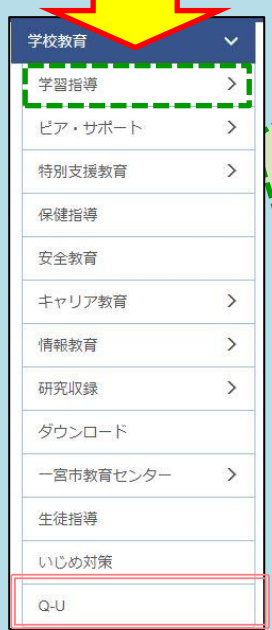 学校教育
学習指導
ピア・サポート
特別支援教育
保健指導
安全教育
キャリア教育
情報教育
研究収録
ダウンロード
一宮市教育センター
生徒指導
いじめ対策
Q-U